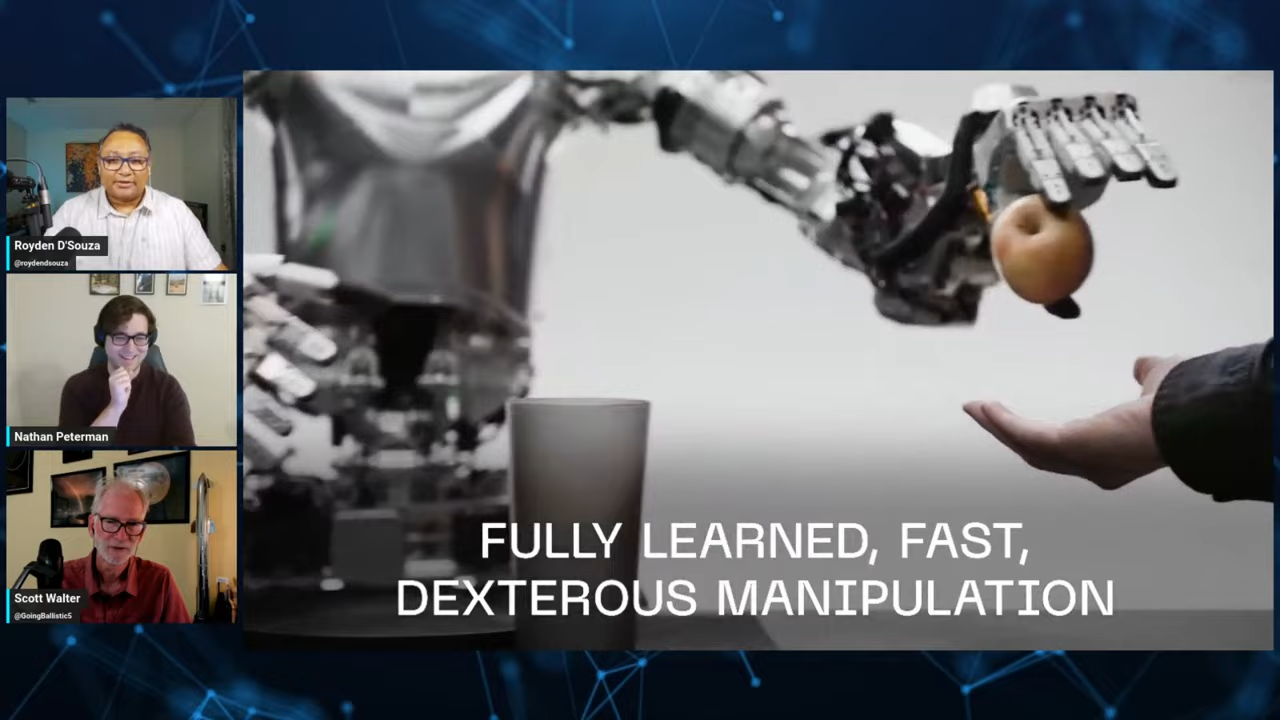 Royden D'Souza
@roydendsouza
Nathan Peterman
Scott Walter
@GoingBallistic5
FULLY LEARNED, FAST,
DEXTEROUS MANIPULATION